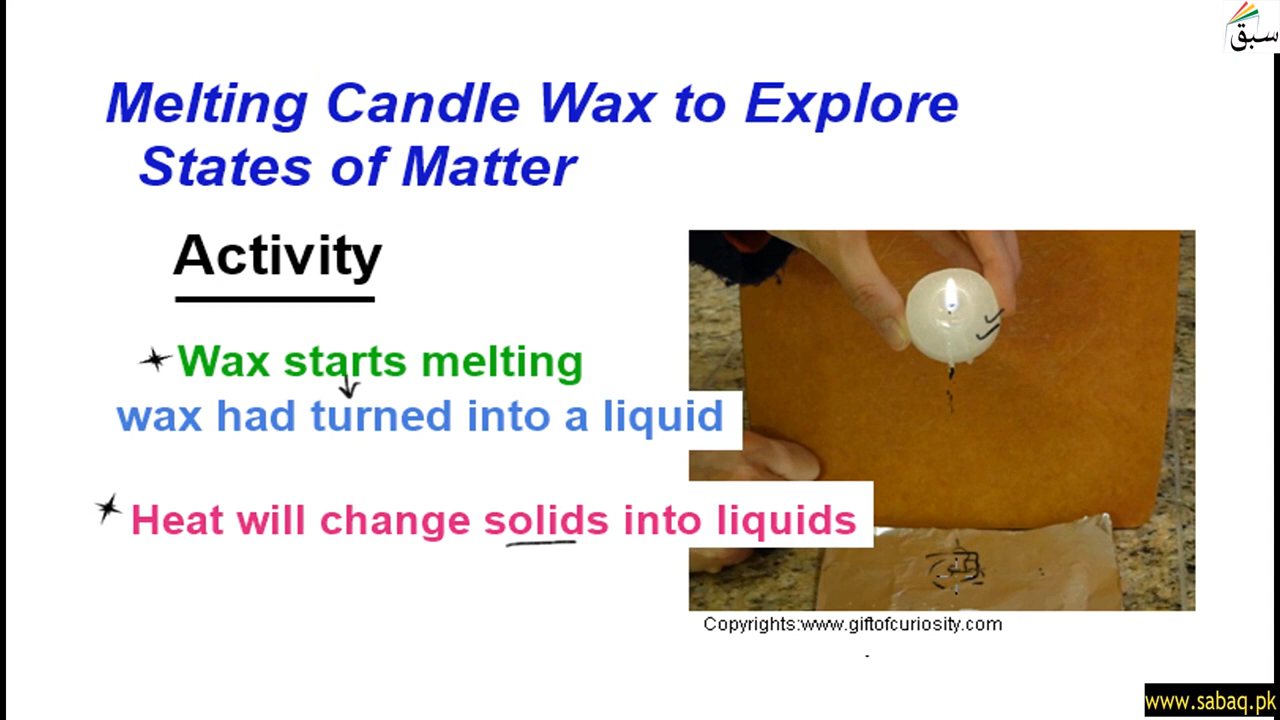 سبق
Melting Candle Wax to Explore
States of Matter
Activity
Wax starts melting
wax had turned into a liquid
Heat will change solids into liquids
Copyrights:www.giftofcuriosity.com
www.sabaq.pk